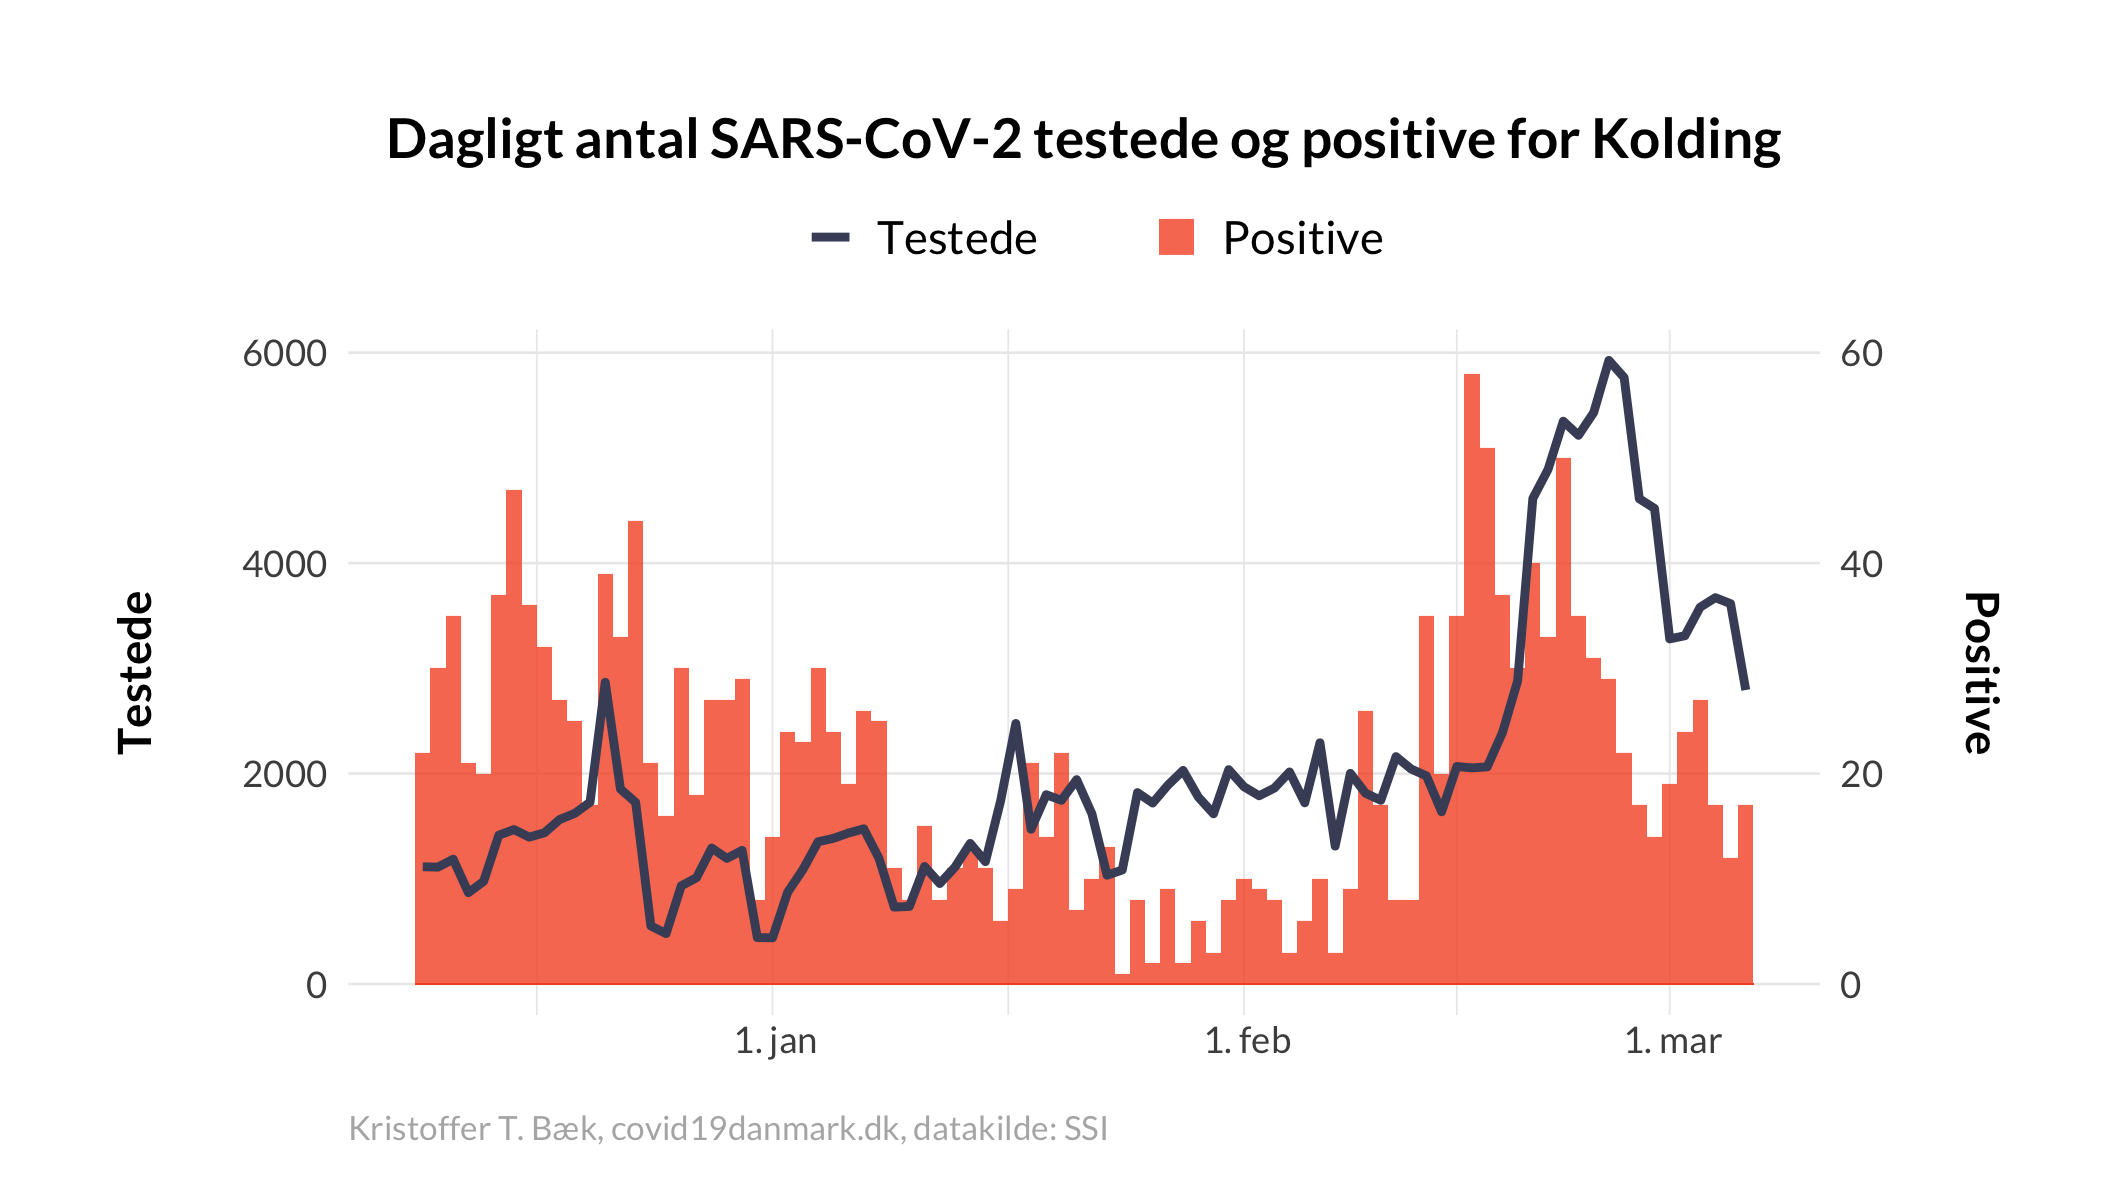 Dagligt antal SARS-CoV-2 testede og positive for Kolding
Testede Positive
6000 60
4000 40
2000 20
0 0
Testede
Positive
1. jan 1. feb 1. mar
Kristoffer T. Bæk, covid19danmark.dk, datakilde: SSI